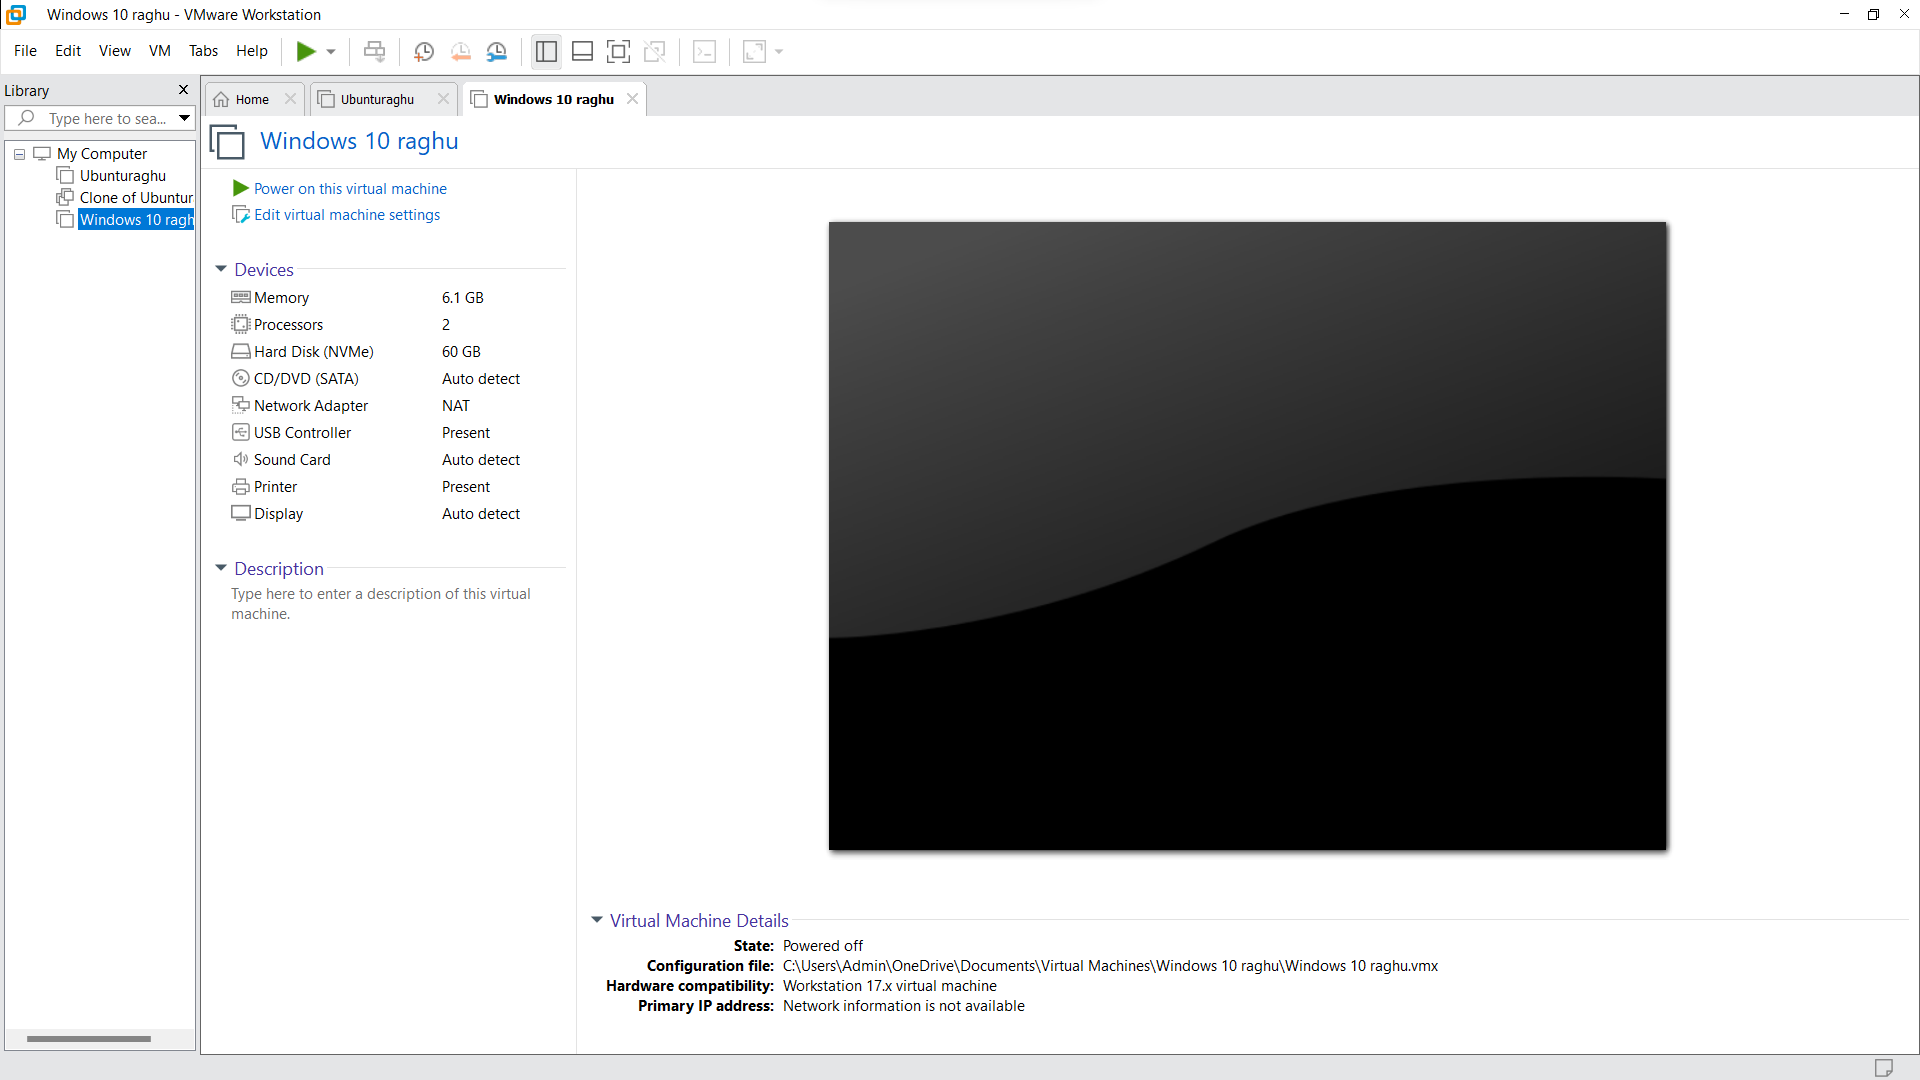 Windows 10 raghu - VMware Workstation
File Edit View VM Tabs Help
Library
Type here to sea...
My Computer
Ubunturaghu
Clone of Ubuntur
Windows 10 ragh
Home
Ubunturaghu
Windows 10 raghu
Windows 10 raghu
Power on this virtual machine
Edit virtual machine settings
Devices
Memory 6.1 GB
Processors 2
Hard Disk (NVMe) 60 GB
CD/DVD (SATA) Auto detect
Network Adapter NAT
USB Controller Present
Sound Card Auto detect
Printer Present
Display Auto detect
Description
Type here to enter a description of this virtual
machine.
Virtual Machine Details
State: Powered off
Configuration file: C:\Users\Admin\OneDrive\Documents\Virtual Machines\Windows 10 raghu\Windows 10 raghu.vmx
Hardware compatibility: Workstation 17.x virtual machine
Primary IP address: Network information is not available